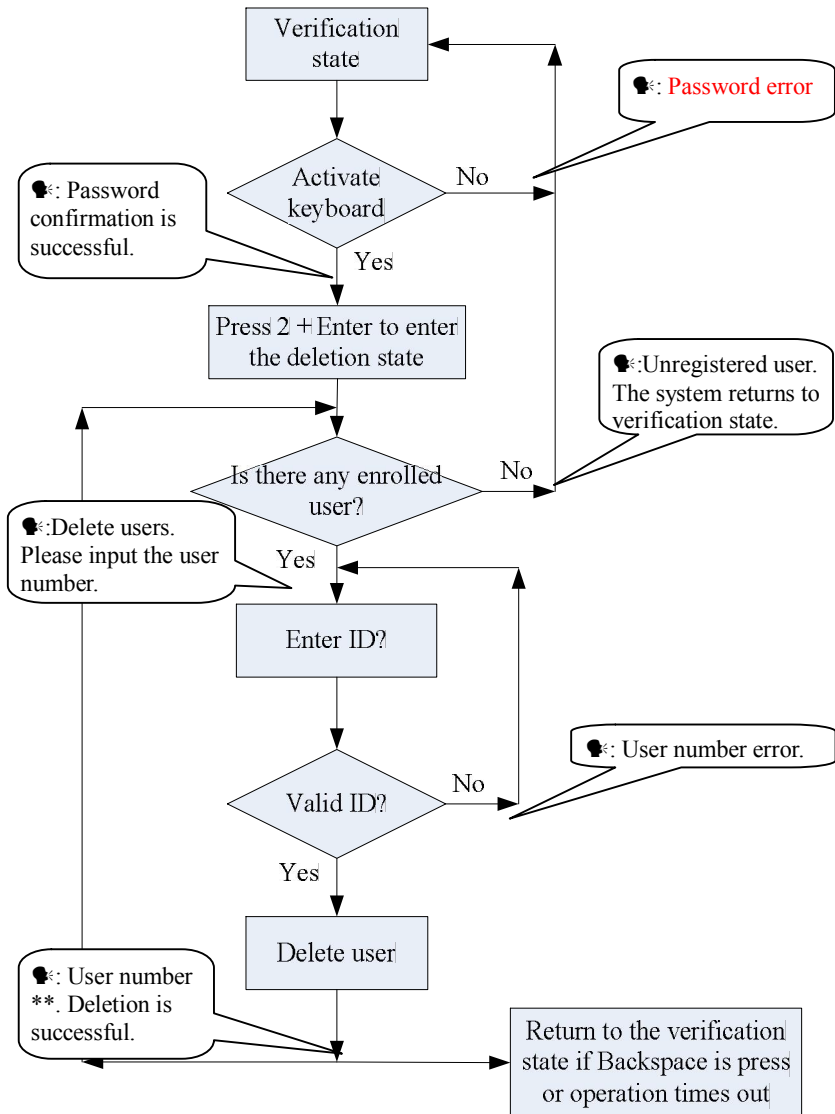 Verification
state
🗣: Password error
Activate
keyboard
No
🗣: Password
confirmation is
successful.
Yes
Press 2 + Enter to enter
the deletion state
🗣:Unregistered user.
The system returns to
verification state.
Is there any enrolled
user?
No
🗣:Delete users.
Please input the user
number.
Yes
Enter ID?
🗣: User number error.
Valid ID?
No
Yes
Delete user
🗣: User number
**. Deletion is
successful.
Return to the verification
state if Backspace is press
or operation times out